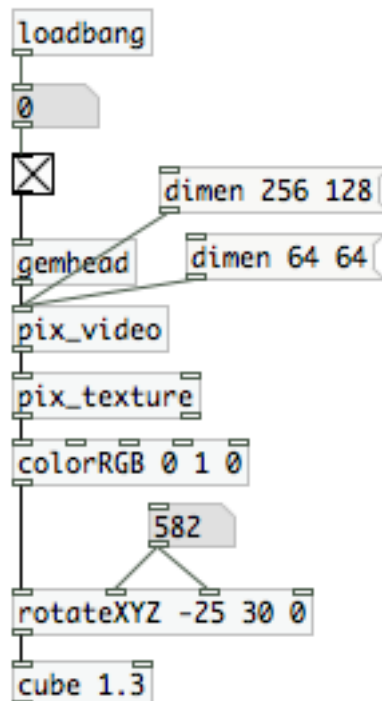 loadbang
0
dimen 256 128
gemhead
dimen 64 64
pix_video
pix_texture
colorRGB 0 1 0
582
rotateXYZ -25 30 0
cube 1.3